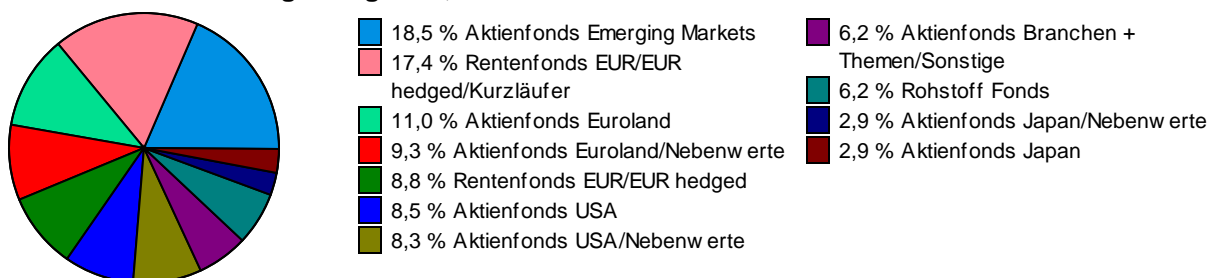 18,5 % Aktienfonds Emerging Markets
17,4 % Rentenfonds EUR/EUR
hedged/Kurzläufer
11,0 % Aktienfonds Euroland
9,3 % Aktienfonds Euroland/Nebenw erte
8,8 % Rentenfonds EUR/EUR hedged
8,5 % Aktienfonds USA
8,3 % Aktienfonds USA/Nebenw erte
6,2 % Aktienfonds Branchen +
Themen/Sonstige
6,2 % Rohstoff Fonds
2,9 % Aktienfonds Japan/Nebenw erte
2,9 % Aktienfonds Japan